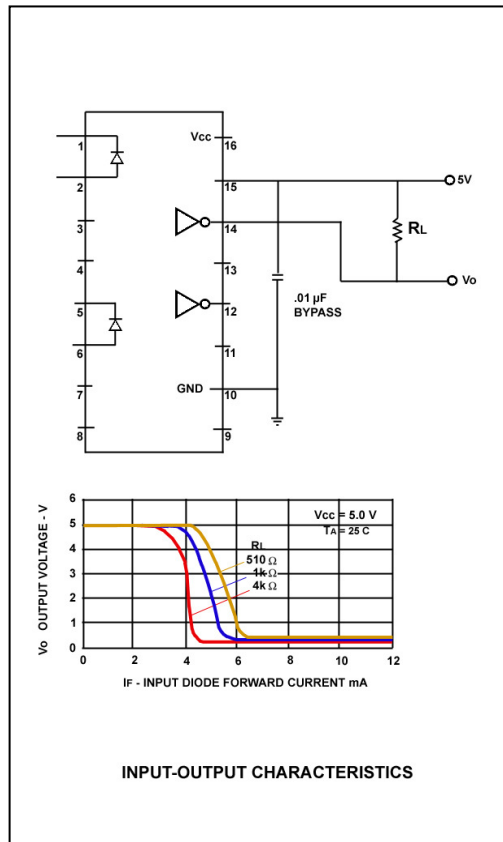 1
Vcc
16
2
15
5V
3
14
RL
4
13
Vo
5
12
.01 µF
BYPASS
6
11
7
GND
10
8
9
6
5
4
3
2
1
0
Vo OUTPUT VOLTAGE - V
Vcc = 5.0 V
TA = 25 C
RL
510 Ω
1k Ω
4k Ω
0 2 4 6 8 10 12
IF - INPUT DIODE FORWARD CURRENT mA
INPUT-OUTPUT CHARACTERISTICS